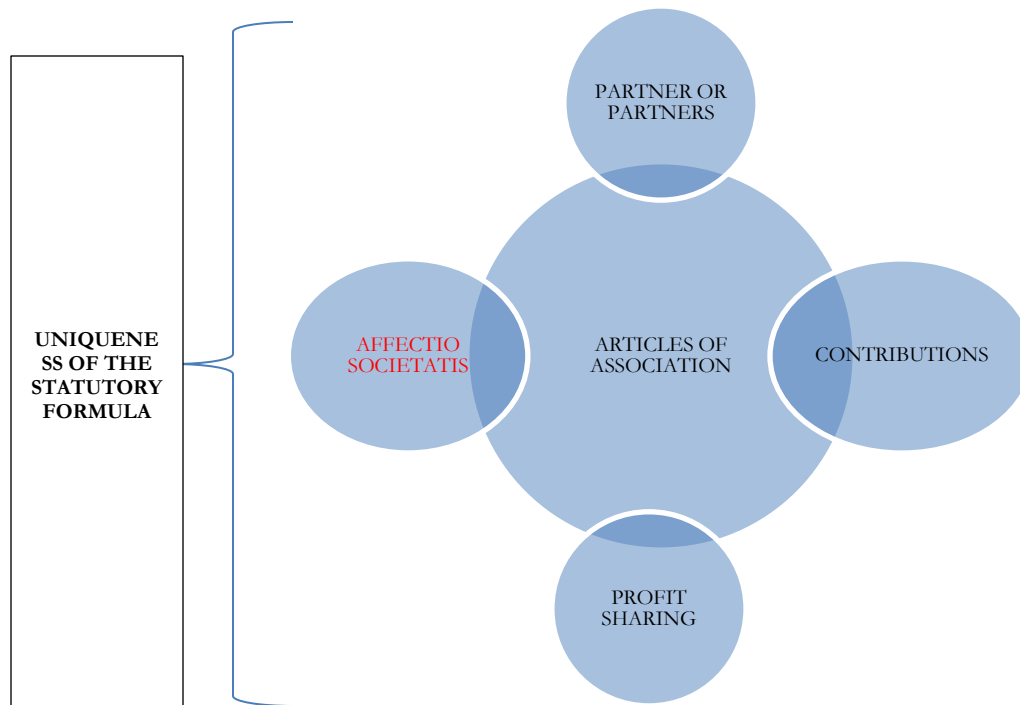 UNIQUENE
SS OF THE
STATUTORY
FORMULA
PARTNER OR
PARTNERS
AFFECTIO
SOCIETATIS
ARTICLES OF
ASSOCIATION
CONTRIBUTIONS
PROFIT
SHARING